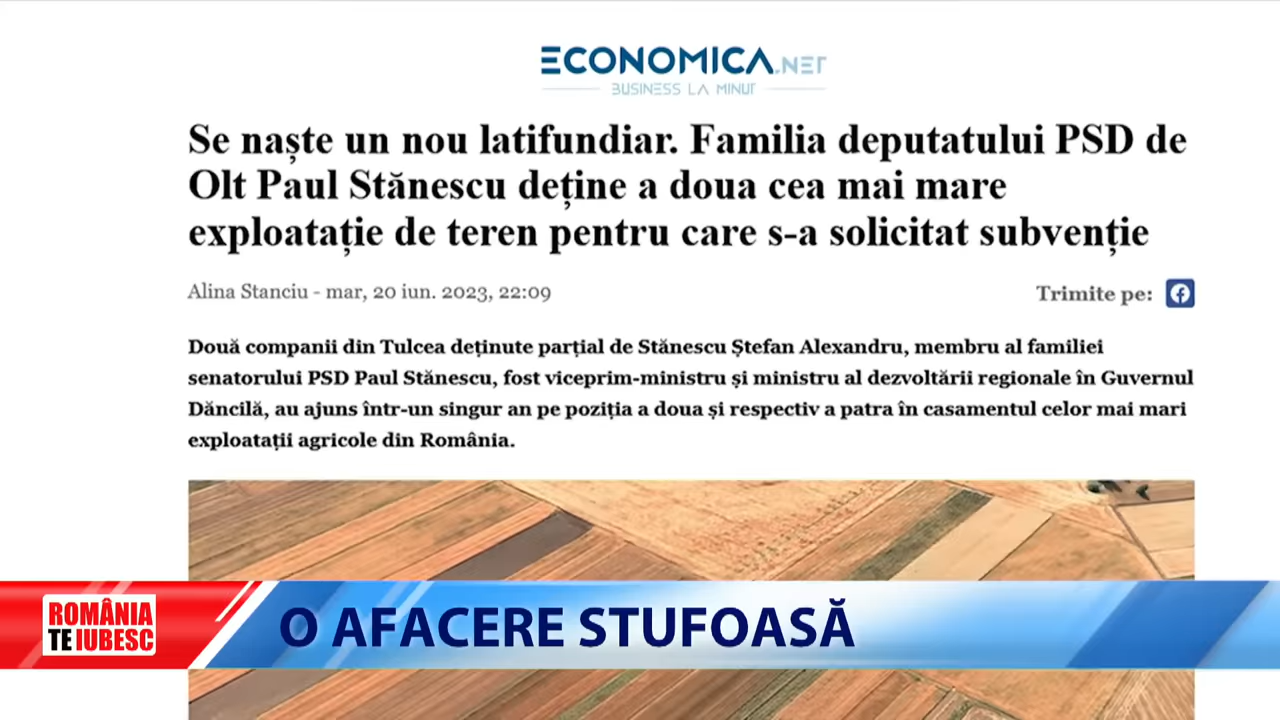 ECONOMICA.NET
BUSINESS LA MINUT
Se naște un nou latifundiar. Familia deputatului PSD de
Olt Paul Stănescu deține a doua cea mai mare
exploatație de teren pentru care s-a solicitat subvenție
Alina Stanciu - mar, 20 iun. 2023, 22:09
Trimite pe:
Două companii din Tulcea deținute parțial de Stănescu Ștefan Alexandru, membru al familiei
senatorului PSD Paul Stănescu, fost viceprim-ministru și ministru al dezvoltării regionale în Guvernul
Dăncilă, au ajuns într-un singur an pe poziția a doua și respectiv a patra în casamentul celor mai mari
exploatații agricole din România.
ROMÂNIA
TE IUBESC
O AFACERE STUFOASĂ